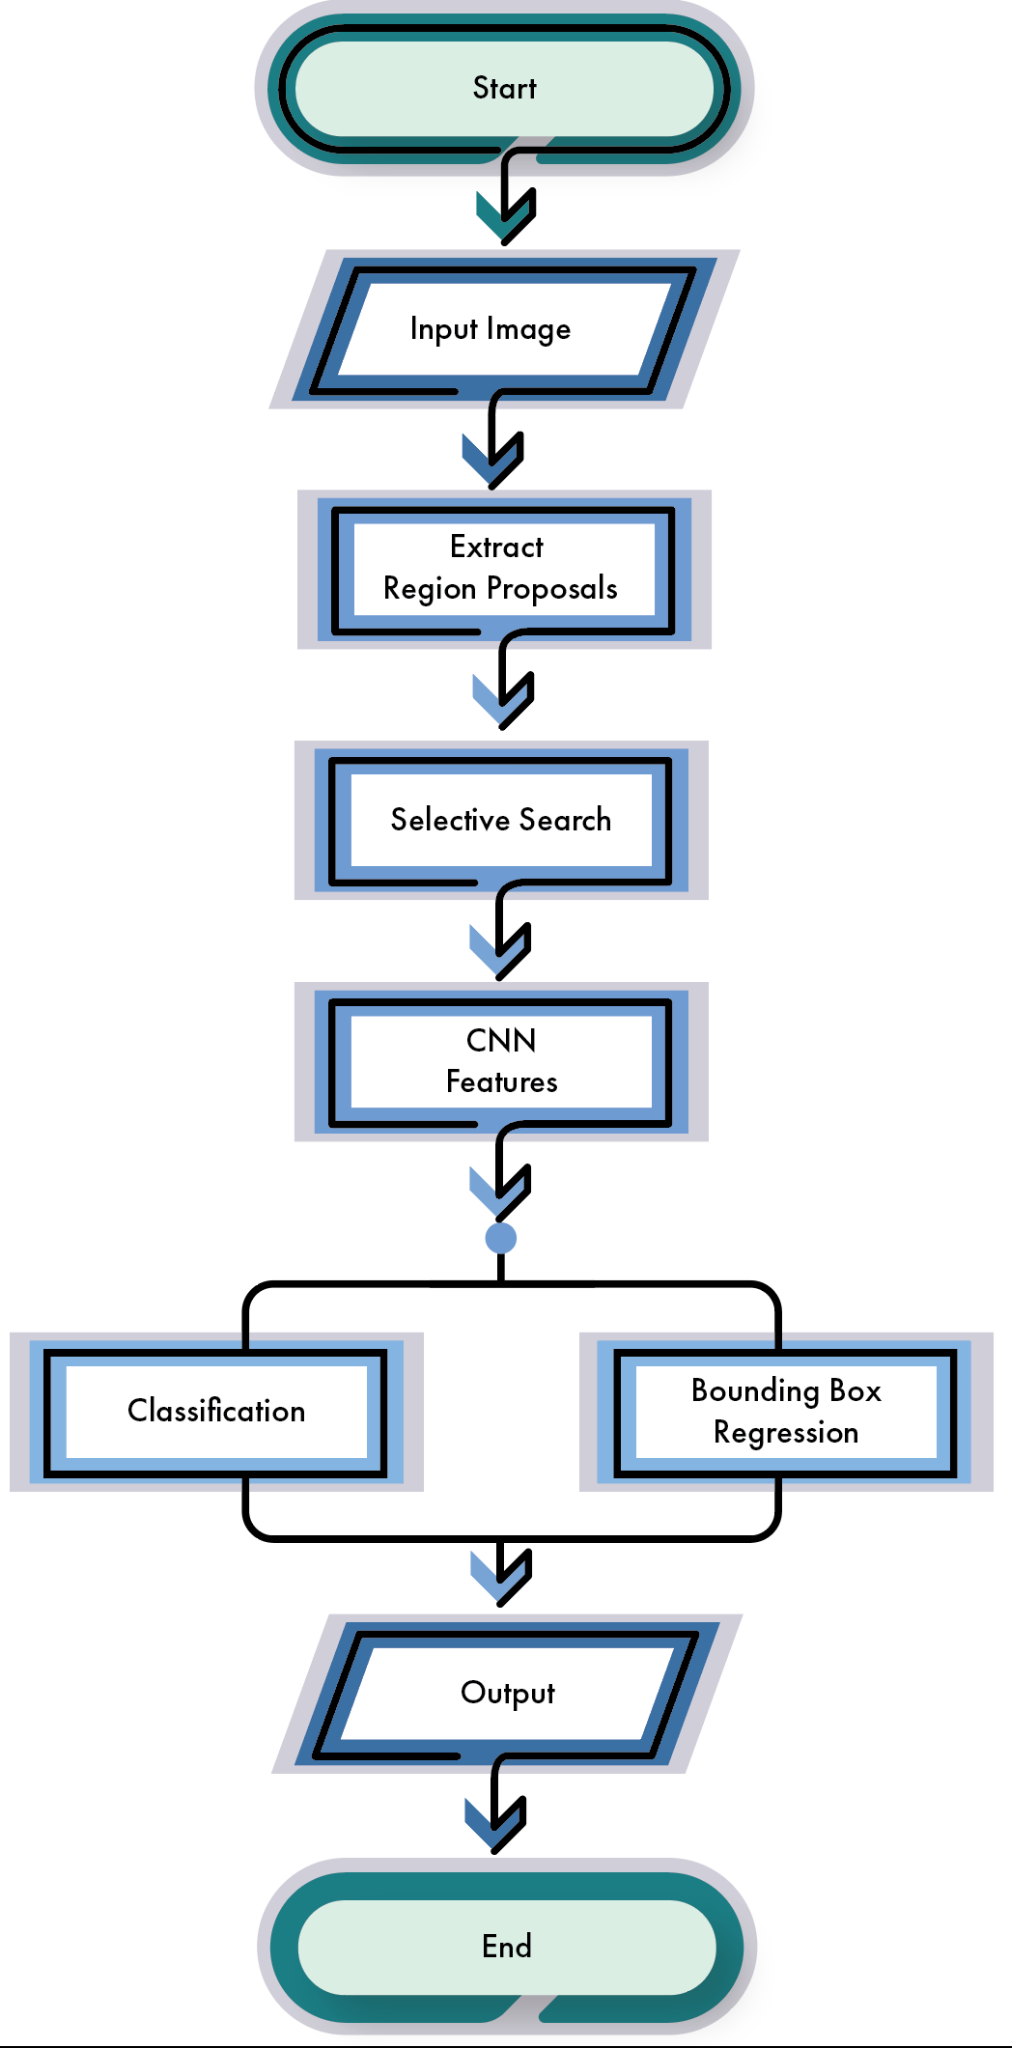 Start
Input Image
Extract
Region Proposals
Selective Search
CNN
Features
Classification
Bounding Box
Regression
Output
End